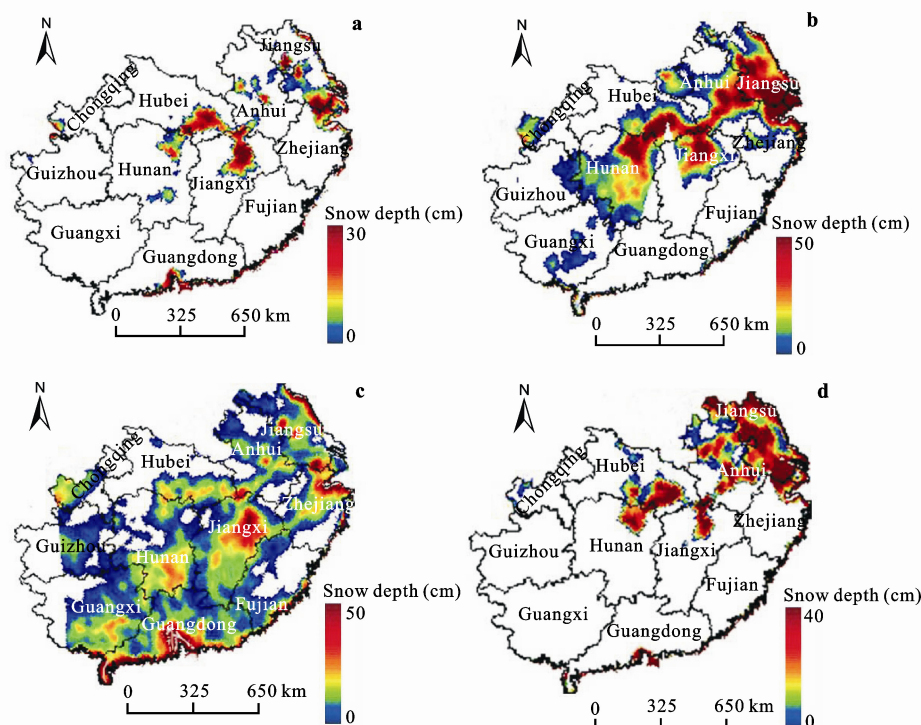 a
N
Jiangsu
Chongqing
Hubei
Anhui
Zhejiang
Hunan
Guizhou
Jiangxi
Fujian
Guangxi
Guangdong
Snow depth (cm)
30
0
0 325 650 km
b
N
Anhui
Jiangsu
Hubei
Chongqing
Zhejiang
Hunan
Jiangxi
Guizhou
Fujian
Guangxi
Guangdong
Snow depth (cm)
50
0
0 325 650 km
c
N
Jiangsu
Anhui
Chongqing
Hubei
Zhejiang
Jiangxi
Guizhou
Hunan
Guangxi
Fujian
Guangdong
Snow depth (cm)
50
0
0 325 650 km
d
N
Jiangsu
Chongqing
Hubei
Anhui
Zhejiang
Hunan
Guizhou
Jiangxi
Fujian
Guangxi
Guangdong
Snow depth (cm)
40
0
0 325 650 km